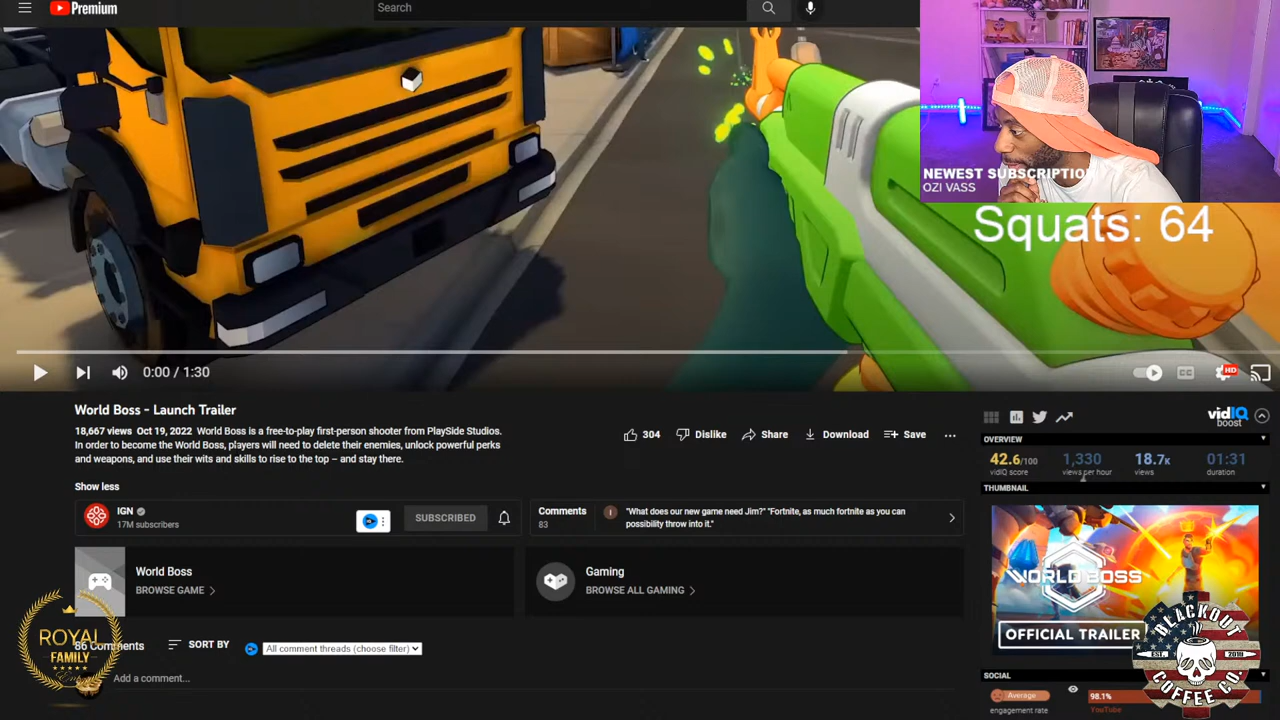 Premium
Search
NEWEST SUBSCRIPTION
OZI VASS
Squats: 64
0:00 / 1:30
CC
HD
World Boss - Launch Trailer
18,667 views Oct 19, 2022 World Boss is a free-to-play first-person shooter from PlaySide Studios.
In order to become the World Boss, players will need to delete their enemies, unlock powerful perks
and weapons, and use their wits and skills to rise to the top – and stay there.
304
Dislike
Share
Download
Save
Show less
IGN
17M subscribers
SUBSCRIBED
Comments
83
"What does our new game need Jim?" "Fortnite, as much fortnite as you can
possibility throw into it."
World Boss
BROWSE GAME
Gaming
BROWSE ALL GAMING
86 Comments
SORT BY
All comment threads (choose filter)
Add a comment...
ROYAL
FAMILY
vidIQ
boost
OVERVIEW
42.6/100
vidIQ score
1,330
views per hour
18.7K
views
01:31
duration
THUMBNAIL
WORLD BOSS
OFFICIAL TRAILER
SOCIAL
Average
engagement rate
98.1%
YouTube
BLACKOUT
EST.
2018
COFFEE CO.